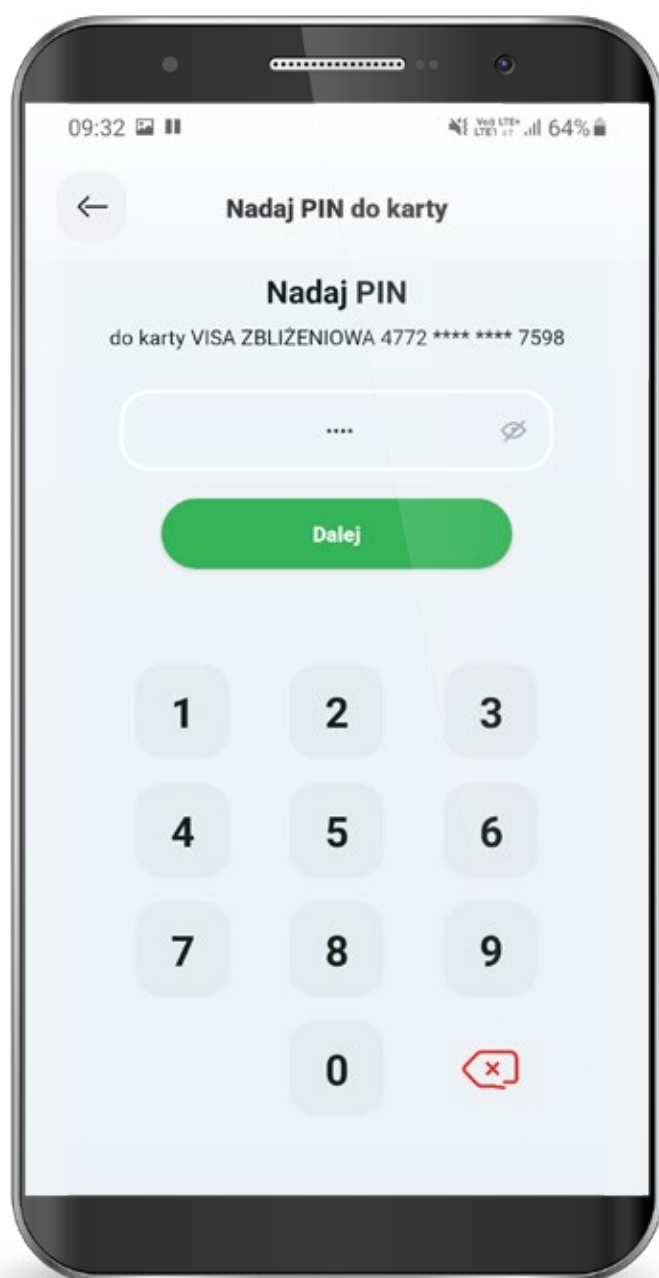 09:32 64%
Nadaj PIN do karty
Nadaj PIN
do karty VISA ZBLIŻENIOWA 4772 **** **** 7598
••••
Dalej
1 2 3
4 5 6
7 8 9
0